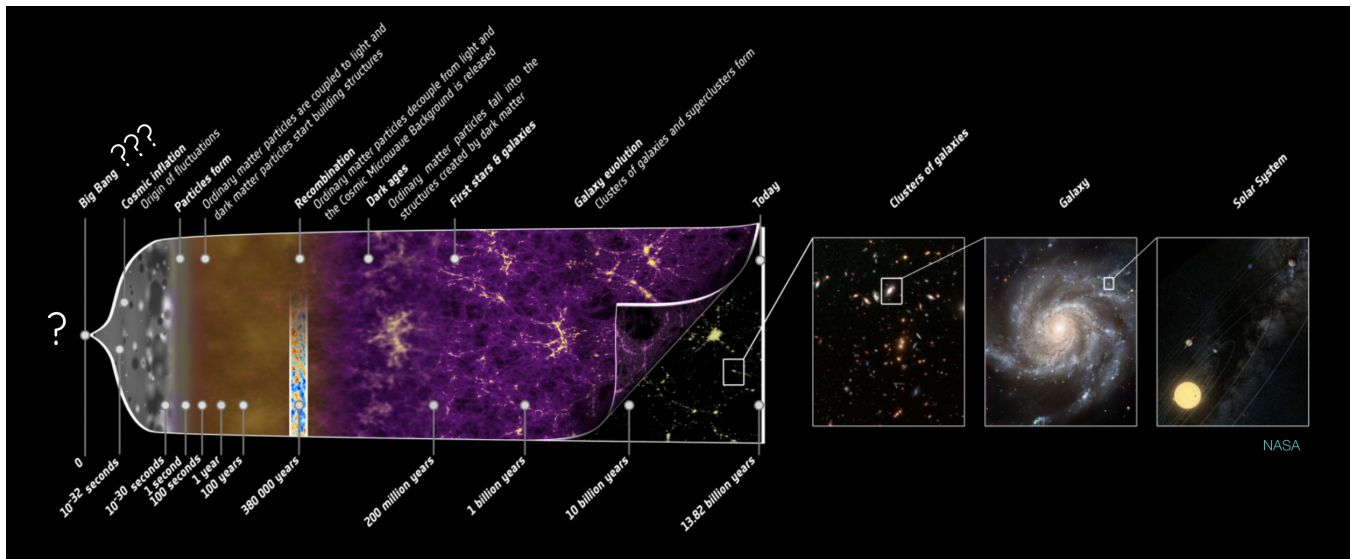 Big Bang ???
Cosmic inflation
Origin of fluctuations
Particles form
Ordinary matter particles are coupled to light and
dark matter particles start building structures
Recombination
Ordinary matter particles decouple from light and
the Cosmic Microwave Background is released
Dark ages
Ordinary matter particles fall into the
structures created by dark matter
First stars & galaxies
Galaxy evolution
Clusters of galaxies and superclusters form
Today
Clusters of galaxies
Galaxy
Solar System
?
0
10-32 seconds
10-30 seconds
1 second
100 seconds
1 year
100 years
380 000 years
200 million years
1 billion years
10 billion years
13.82 billion years
NASA